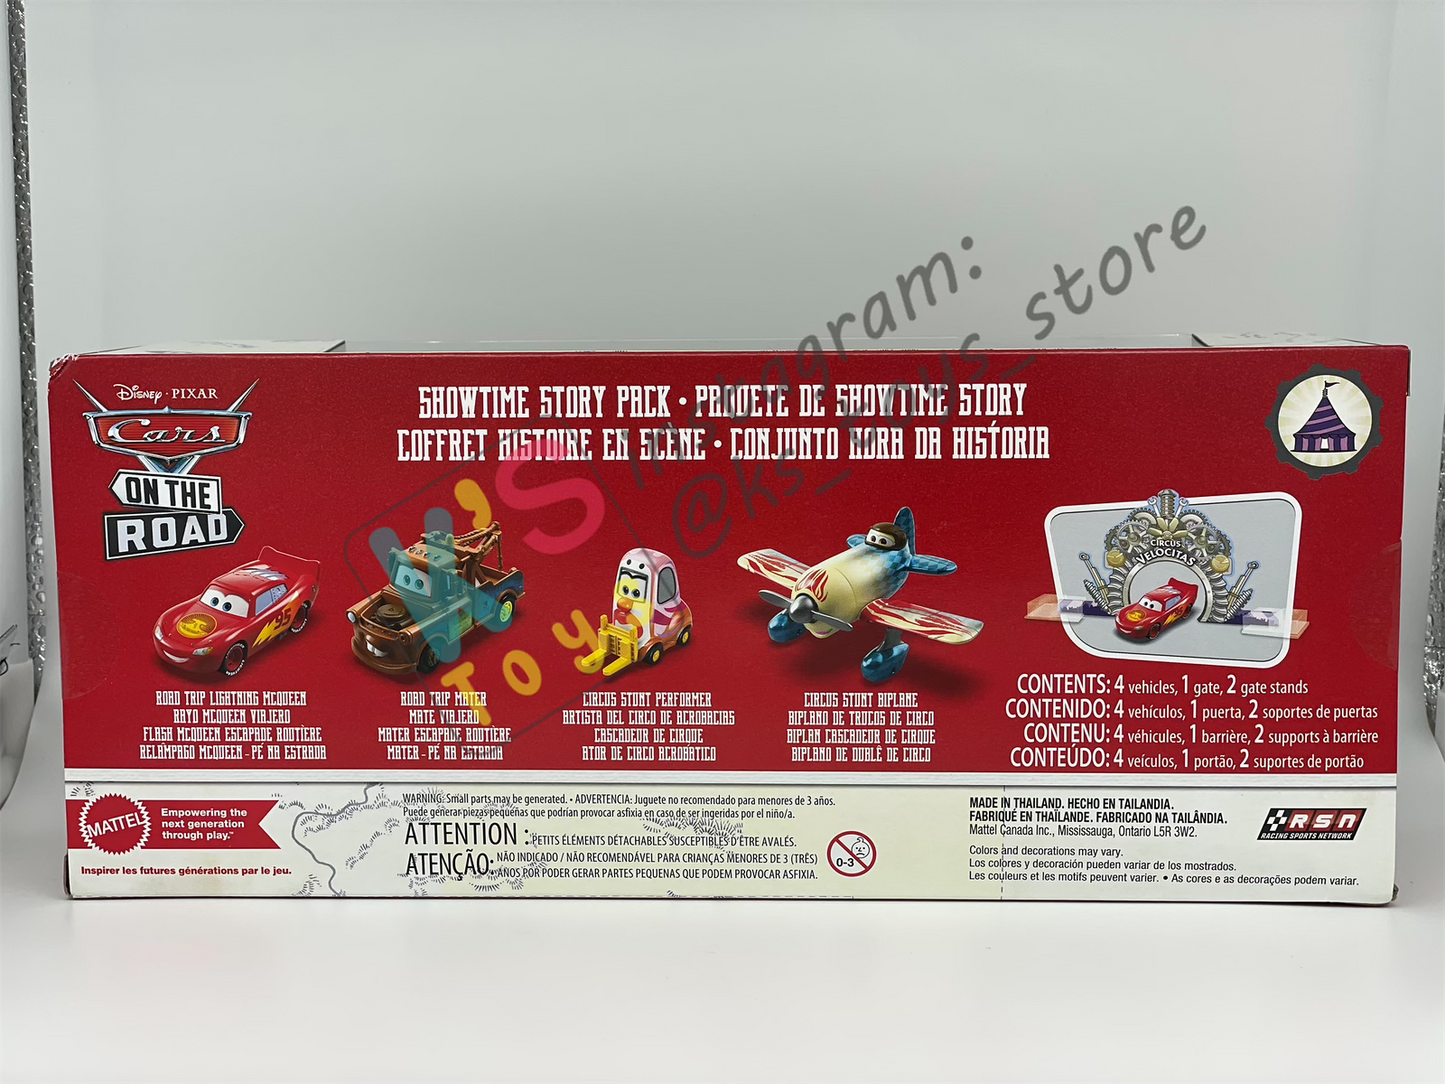 Disney · PIXAR
Cars
ON THE
ROAD
SHOWTIME STORY PACK · PAQUETE DE SHOWTIME STORY
COFFRET HISTOIRE EN SCÈNE · CONJUNTO HORA DA HISTÓRIA
Instagram:
@ks_toys_store
K'S
Toy
CIRCUS
VELOCITAS
95
ROAD TRIP LIGHTNING MCQUEEN
RAYO MCQUEEN VIAJERO
FLASH MCQUEEN ESCAPADE ROUTIÈRE
RELÂMPAGO MCQUEEN - PÉ NA ESTRADA
ROAD TRIP MATER
MATE VIAJERO
MATER ESCAPADE ROUTIÈRE
MATER - PÉ NA ESTRADA
CIRCUS STUNT PERFORMER
ARTISTA DEL CIRCO DE ACROBACIAS
CASCADEUR DE CIRQUE
ATOR DE CIRCO ACROBÁTICO
CIRCUS STUNT BIPLANE
BIPLANO DE TRUCOS DE CIRCO
BIPLAN CASCADEUR DE CIRQUE
BIPLANO DE DUBLÊ DE CIRCO
CONTENTS: 4 vehicles, 1 gate, 2 gate stands
CONTENIDO: 4 vehículos, 1 puerta, 2 soportes de puertas
CONTENU: 4 véhicules, 1 barrière, 2 supports à barrière
CONTEÚDO: 4 veículos, 1 portão, 2 suportes de portão
MATTEL
Empowering the
next generation
through play.™
Inspirer les futures générations par le jeu.
WARNING: Small parts may be generated. • ADVERTENCIA: Juguete no recomendado para menores de 3 años.
Puede generar piezas pequeñas que podrían provocar asfixia en caso de ser ingeridas por el niño/a.
ATTENTION : PETITS ÉLÉMENTS DÉTACHABLES SUSCEPTIBLES D'ÊTRE AVALÉS.
ATENÇÃO: NÃO INDICADO / NÃO RECOMENDÁVEL PARA CRIANÇAS MENORES DE 3 (TRÊS)
ANOS POR PODER GERAR PARTES PEQUENAS QUE PODEM PROVOCAR ASFIXIA.
0-3
MADE IN THAILAND. HECHO EN TAILANDIA.
FABRIQUÉ EN THAÏLANDE. FABRICADO NA TAILÂNDIA.
Mattel Canada Inc., Mississauga, Ontario L5R 3W2.
Colors and decorations may vary.
Los colores y decoración pueden variar de los mostrados.
Les couleurs et les motifs peuvent varier. • As cores e as decorações podem variar.
RSN
RACING SPORTS NETWORK